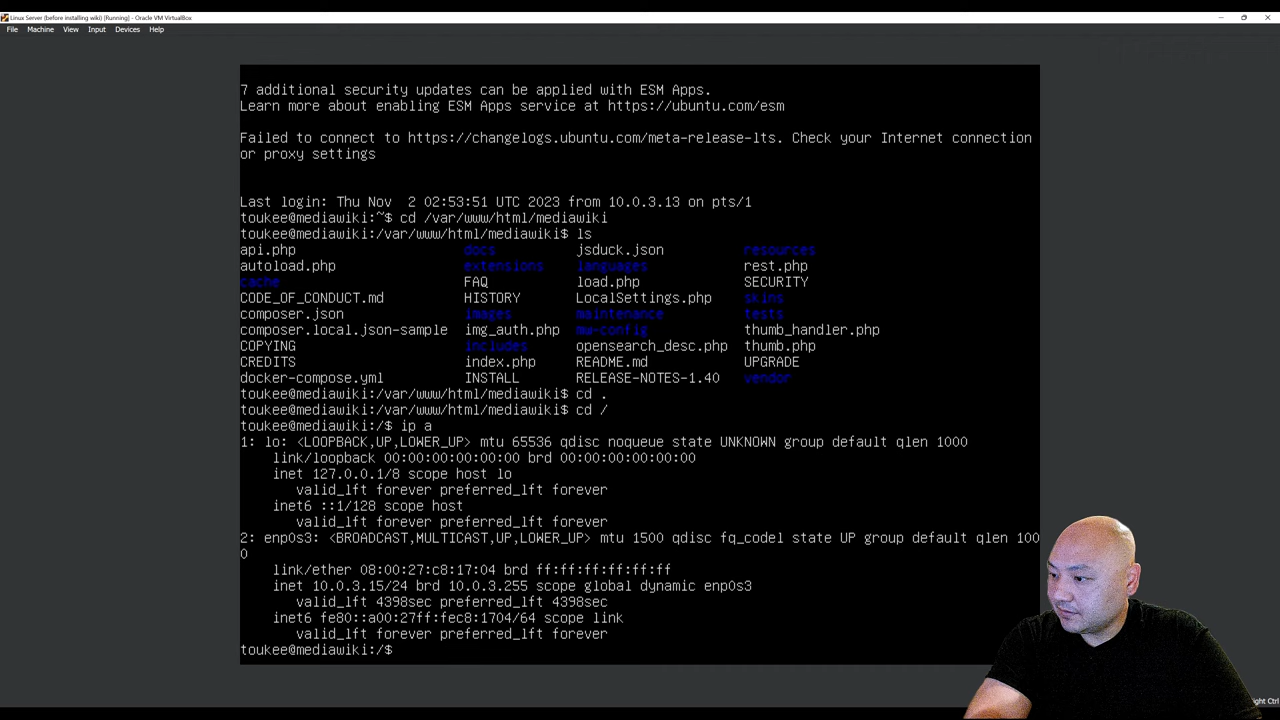 Linux Server (before installing wiki) [Running] - Oracle VM VirtualBox
File Machine View Input Devices Help
7 additional security updates can be applied with ESM Apps.
Learn more about enabling ESM Apps service at https://ubuntu.com/esm
Failed to connect to https://changelogs.ubuntu.com/meta-release-lts. Check your Internet connection
or proxy settings
Last login: Thu Nov  2 02:53:51 UTC 2023 from 10.0.3.13 on pts/1
toukee@mediawiki:~$ cd /var/www/html/mediawiki
toukee@mediawiki:/var/www/html/mediawiki$ ls
api.php docs jsduck.json resources
autoload.php extensions languages rest.php
cache FAQ load.php SECURITY
CODE_OF_CONDUCT.md HISTORY LocalSettings.php skins
composer.json images maintenance tests
composer.local.json-sample img_auth.php mw-config thumb_handler.php
COPYING includes opensearch_desc.php thumb.php
CREDITS index.php README.md UPGRADE
docker-compose.yml INSTALL RELEASE-NOTES-1.40 vendor
toukee@mediawiki:/var/www/html/mediawiki$ cd .
toukee@mediawiki:/var/www/html/mediawiki$ cd /
toukee@mediawiki:/$ ip a
1: lo: <LOOPBACK,UP,LOWER_UP> mtu 65536 qdisc noqueue state UNKNOWN group default qlen 1000
link/loopback 00:00:00:00:00:00 brd 00:00:00:00:00:00
inet 127.0.0.1/8 scope host lo
valid_lft forever preferred_lft forever
inet6 ::1/128 scope host
valid_lft forever preferred_lft forever
2: enp0s3: <BROADCAST,MULTICAST,UP,LOWER_UP> mtu 1500 qdisc fq_codel state UP group default qlen 100
0
link/ether 08:00:27:c8:17:04 brd ff:ff:ff:ff:ff:ff
inet 10.0.3.15/24 brd 10.0.3.255 scope global dynamic enp0s3
valid_lft 4398sec preferred_lft 4398sec
inet6 fe80::a00:27ff:fec8:1704/64 scope link
valid_lft forever preferred_lft forever
toukee@mediawiki:/$
ight Ctrl